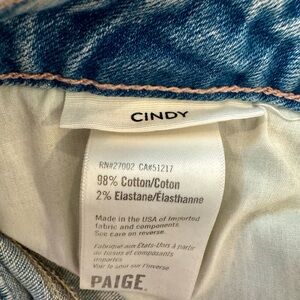 CINDY
RN#27002 CA#51217
98% Cotton/Coton
2% Elastane/Élasthanne
Made in the USA of Imported
fabric and components.
See care on reverse.
Fabriqué aux États-Unis à partir
de tissus et composants
importés.
Voir le soin sur l'inverse
PAIGE